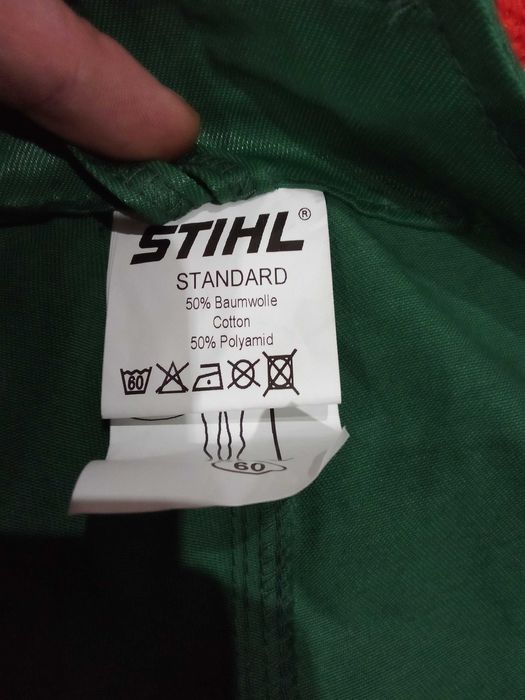 STIHL®
STANDARD
50% Baumwolle
Cotton
50% Polyamid
60
60